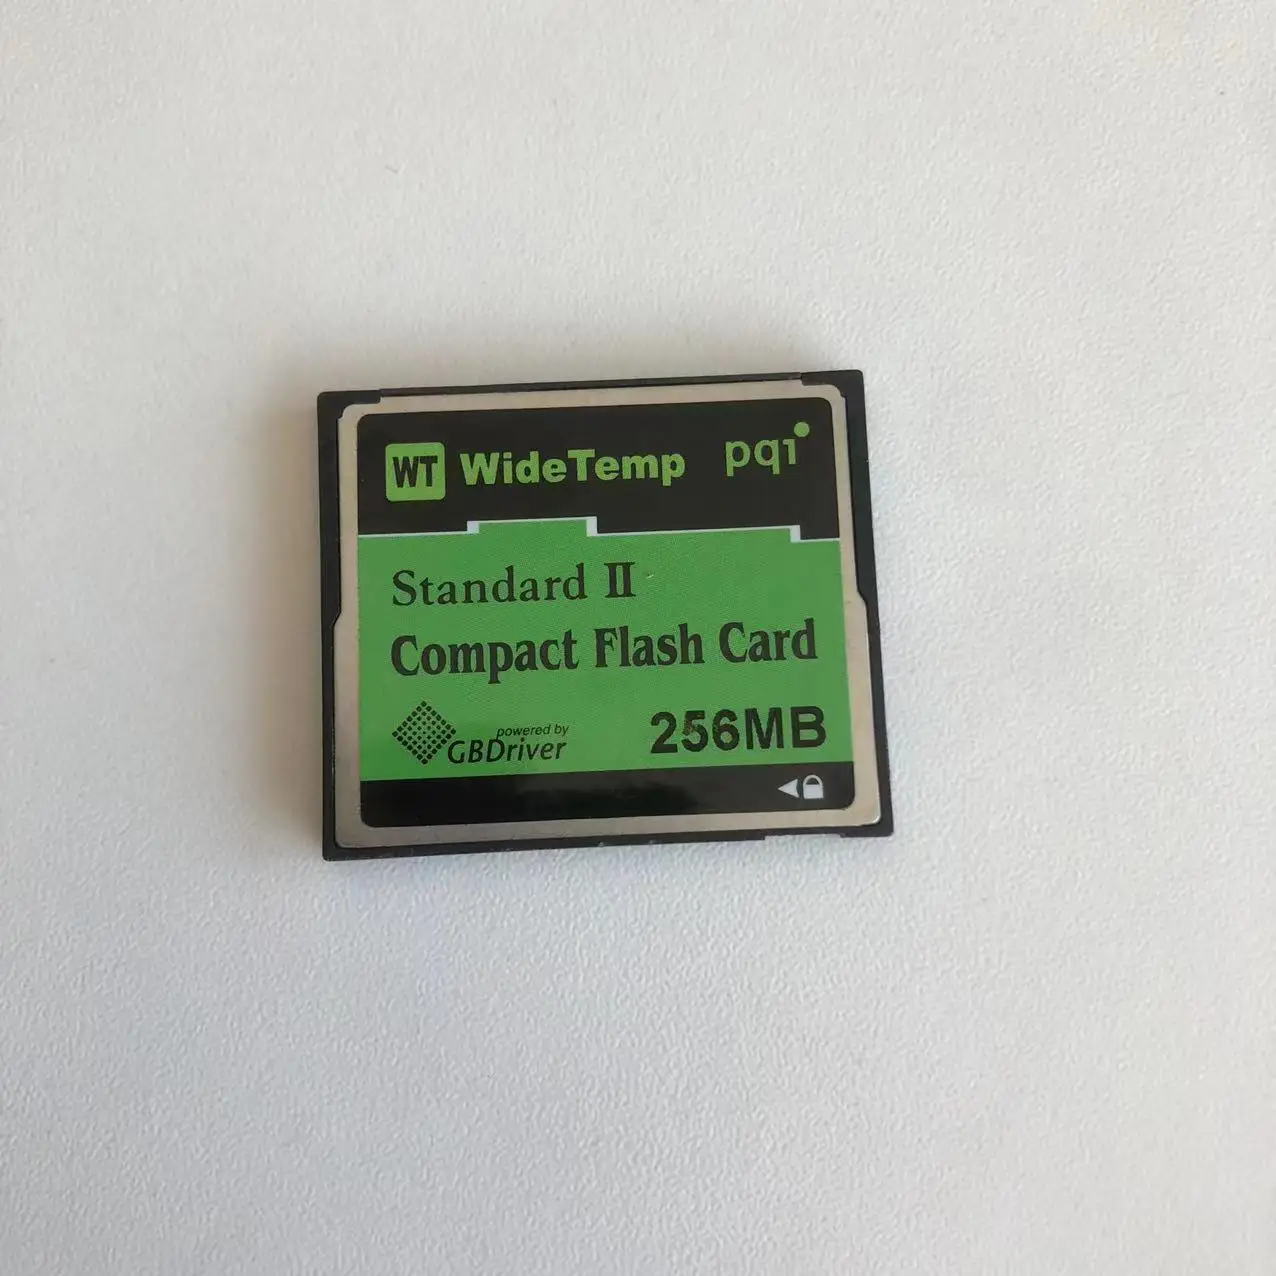 WT WideTemp pqi
Standard II
Compact Flash Card
powered by
GBDriver 256MB